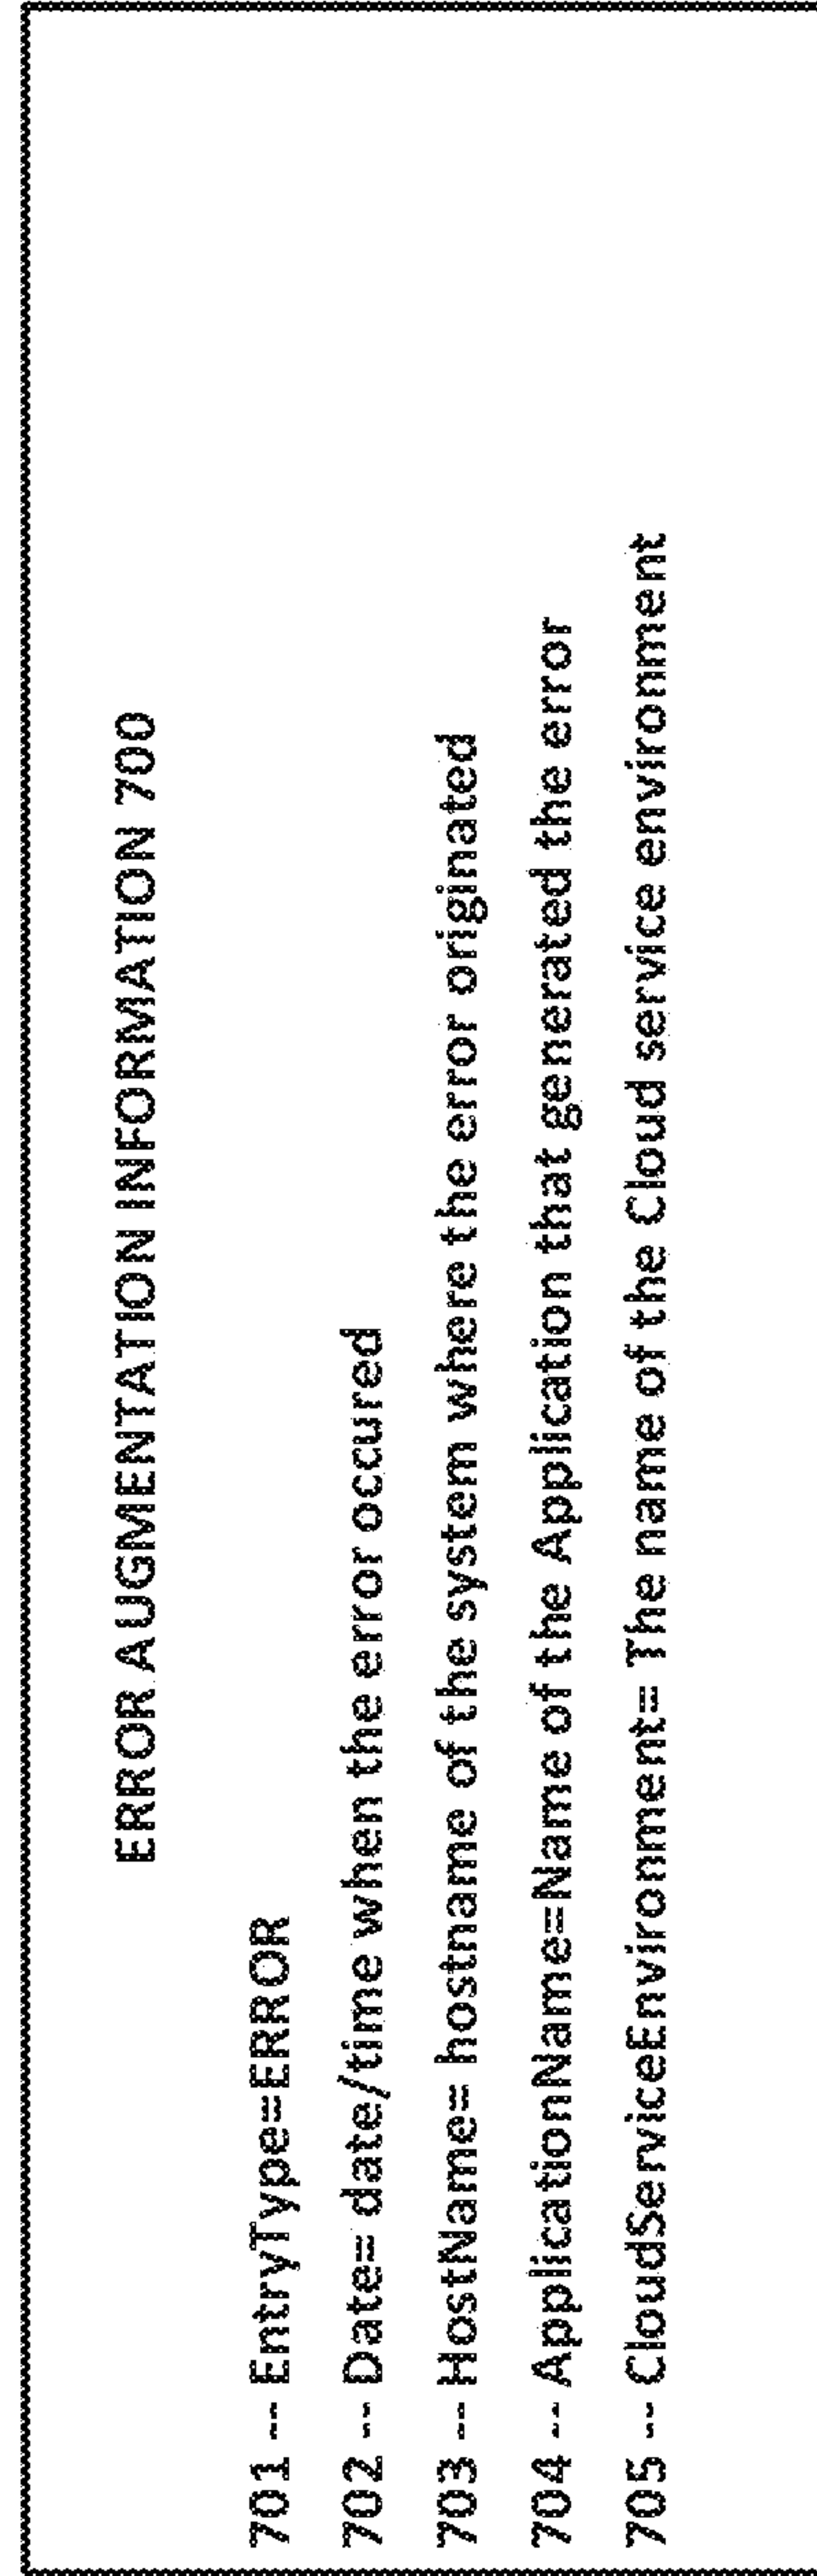 ERROR AUGMENTATION INFORMATION 700
701 -- EntryType=ERROR
702 -- Date= date/time when the error occured
703 -- HostName= hostname of the system where the error originated
704 -- ApplicationName=Name of the Application that generated the error
705 -- CloudServiceEnvironment= The name of the Cloud service environment